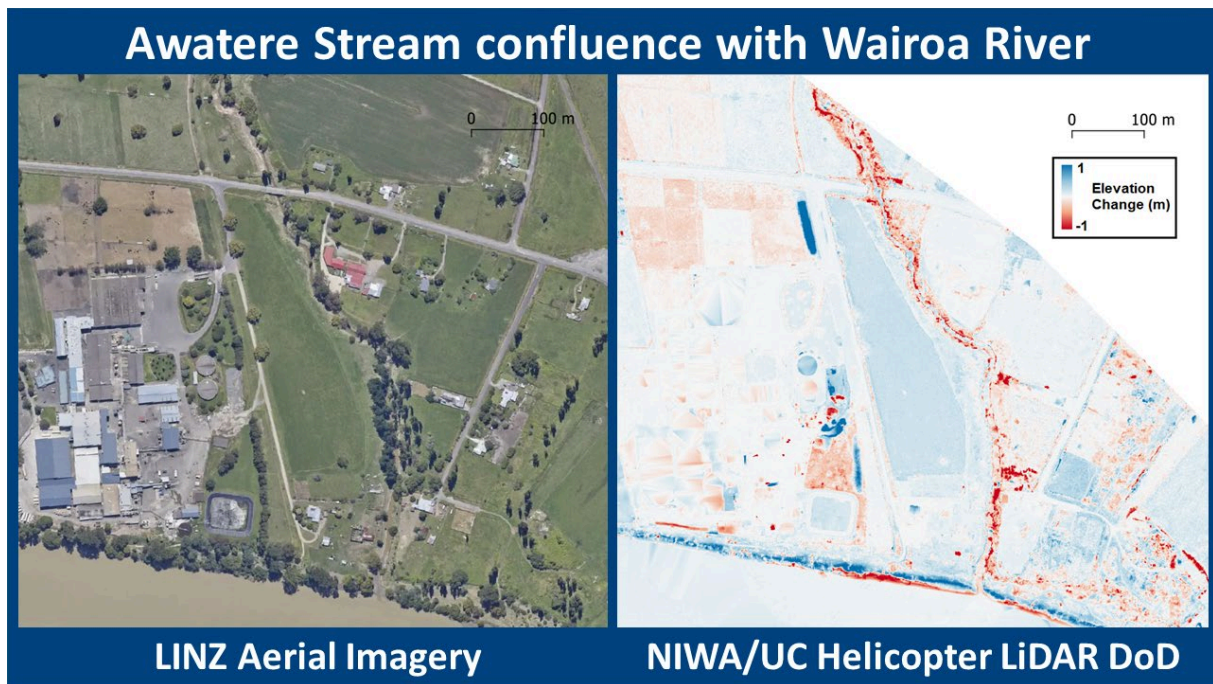 Awatere Stream confluence with Wairoa River
0 100 m
0 100 m
1
Elevation
Change (m)
-1
LINZ Aerial Imagery
NIWA/UC Helicopter LiDAR DoD